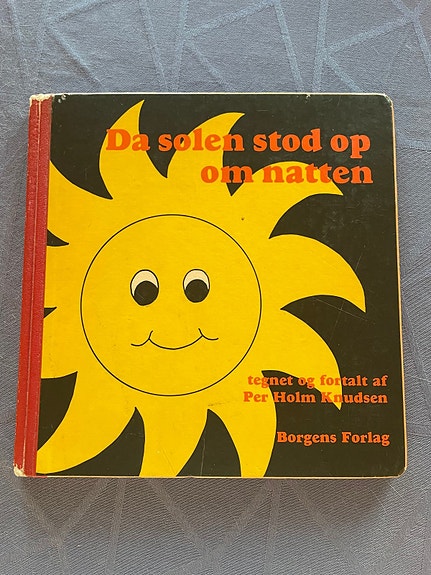 Da solen stod op
om natten
tegnet og fortalt af
Per Holm Knudsen
Borgens Forlag